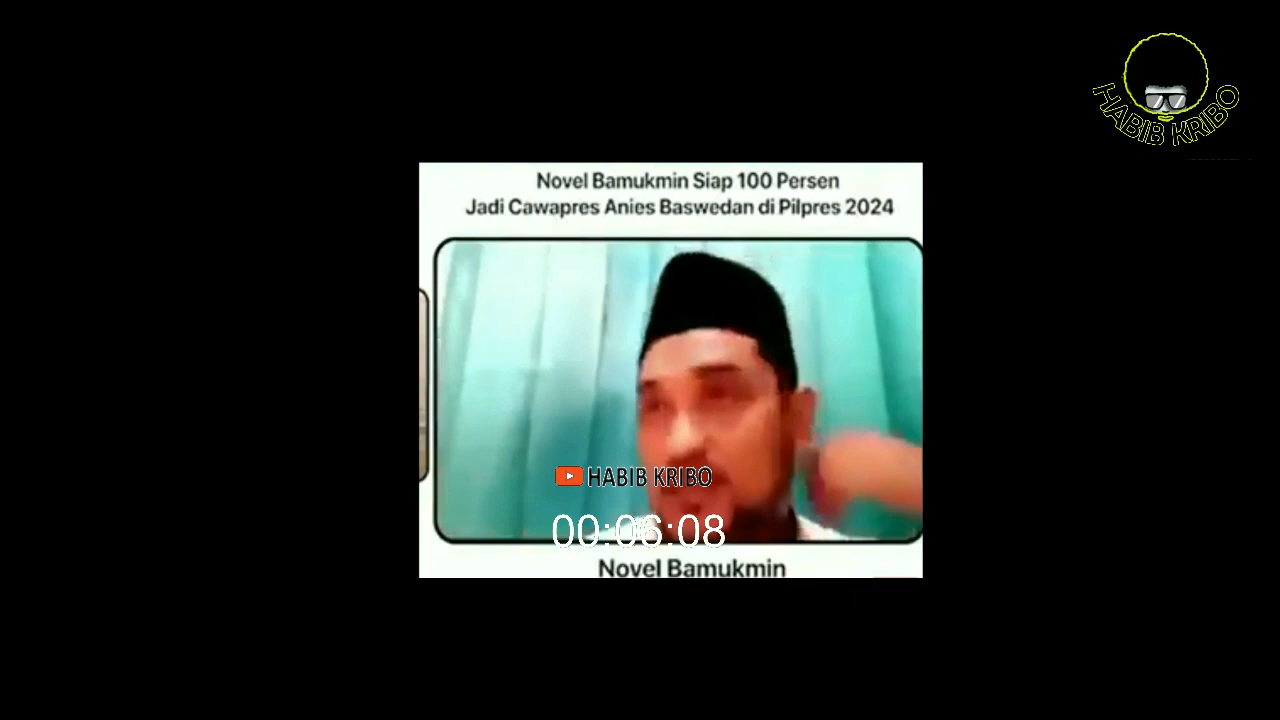 HABIB KRIBO
Novel Bamukmin Siap 100 Persen
Jadi Cawapres Anies Baswedan di Pilpres 2024
HABIB KRIBO
00:06:08
Novel Bamukmin